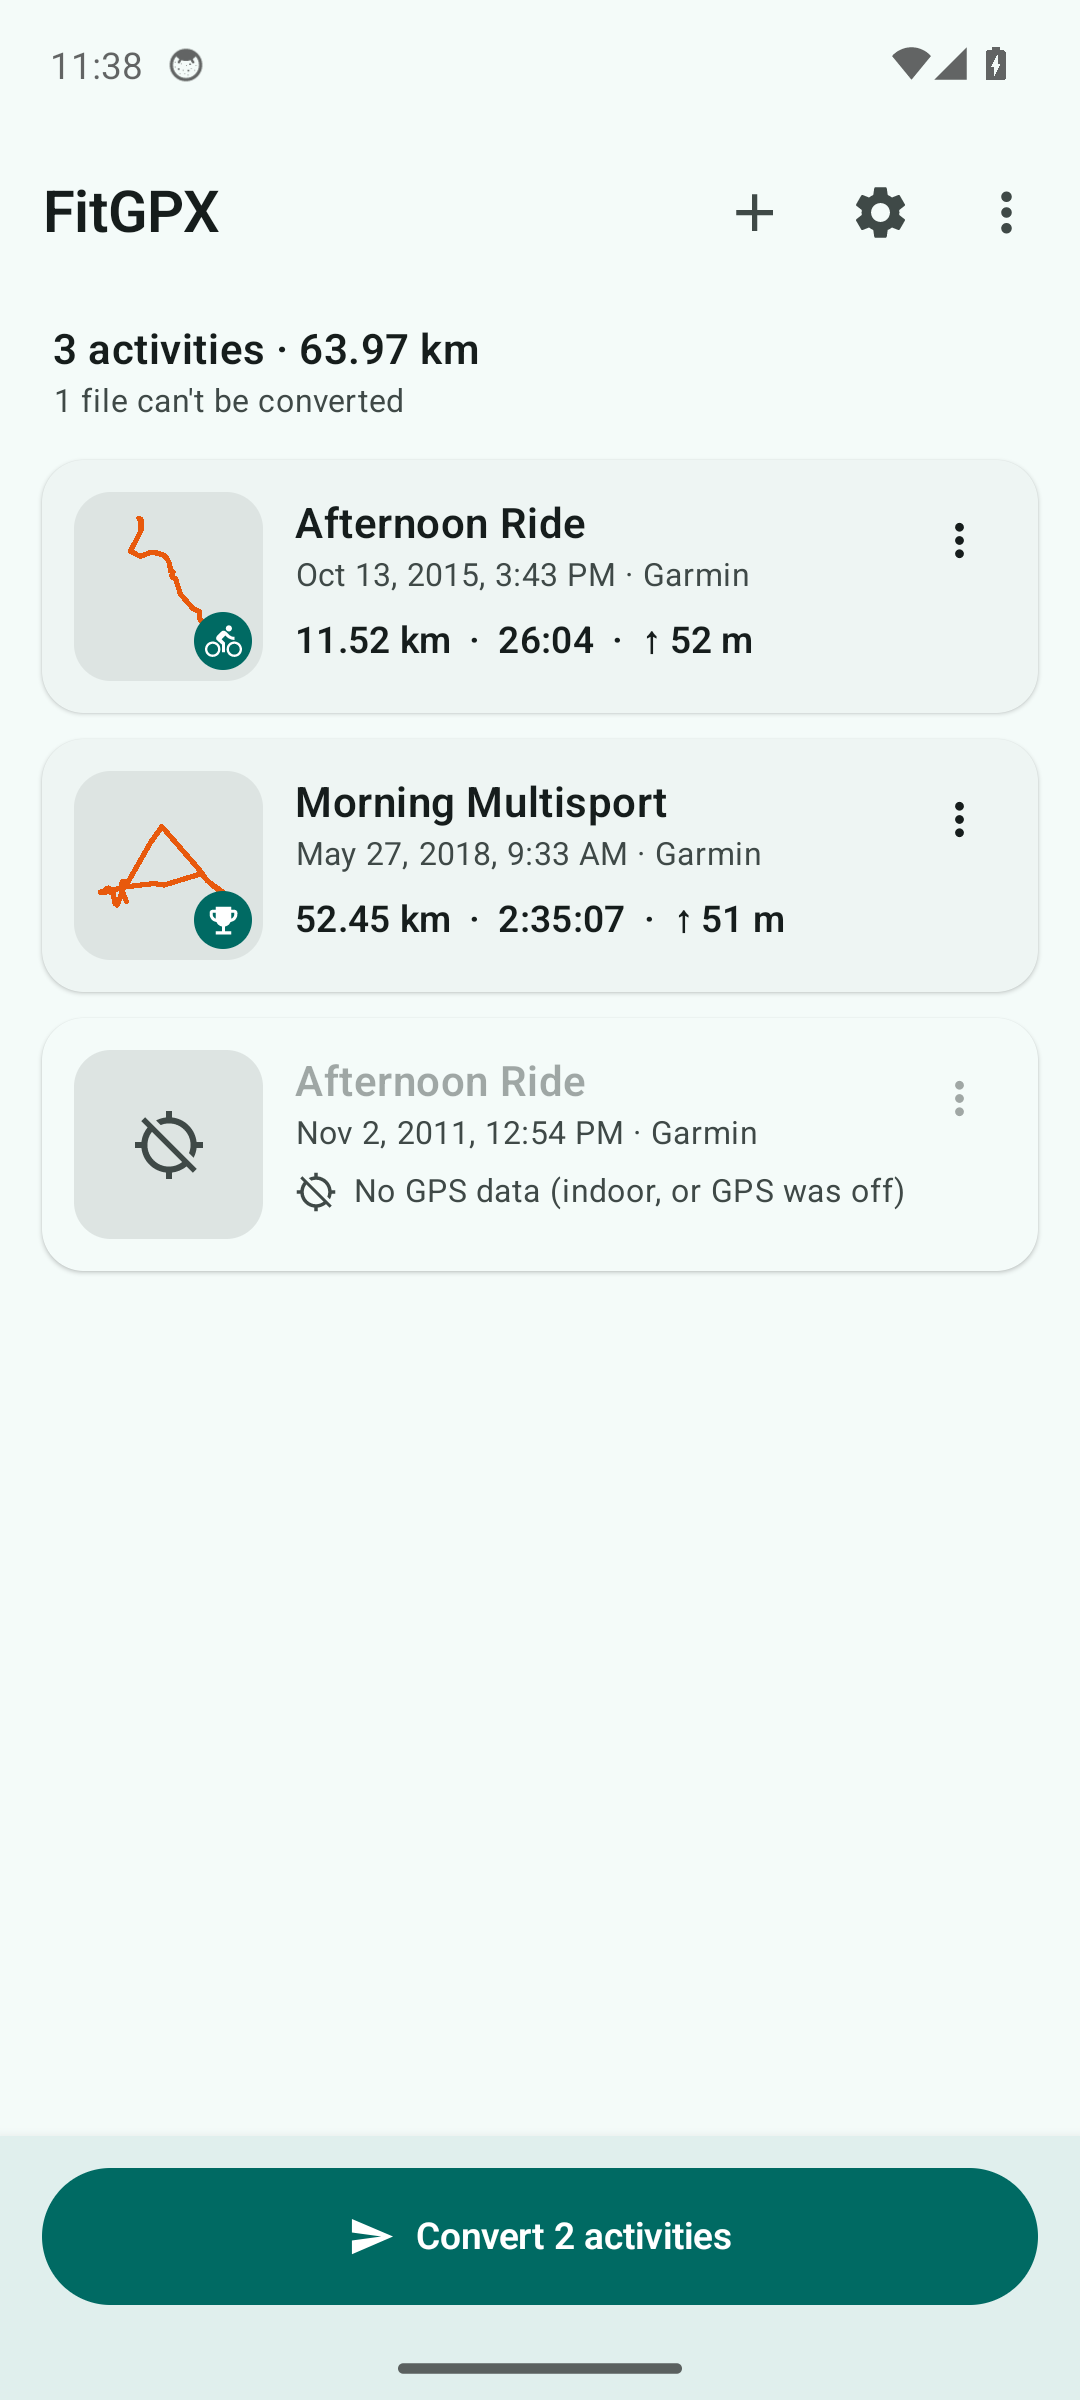 11:38
FitGPX
3 activities · 63.97 km
1 file can't be converted
Afternoon Ride
Oct 13, 2015, 3:43 PM · Garmin
11.52 km · 26:04 · ↑ 52 m
Morning Multisport
May 27, 2018, 9:33 AM · Garmin
52.45 km · 2:35:07 · ↑ 51 m
Afternoon Ride
Nov 2, 2011, 12:54 PM · Garmin
No GPS data (indoor, or GPS was off)
Convert 2 activities